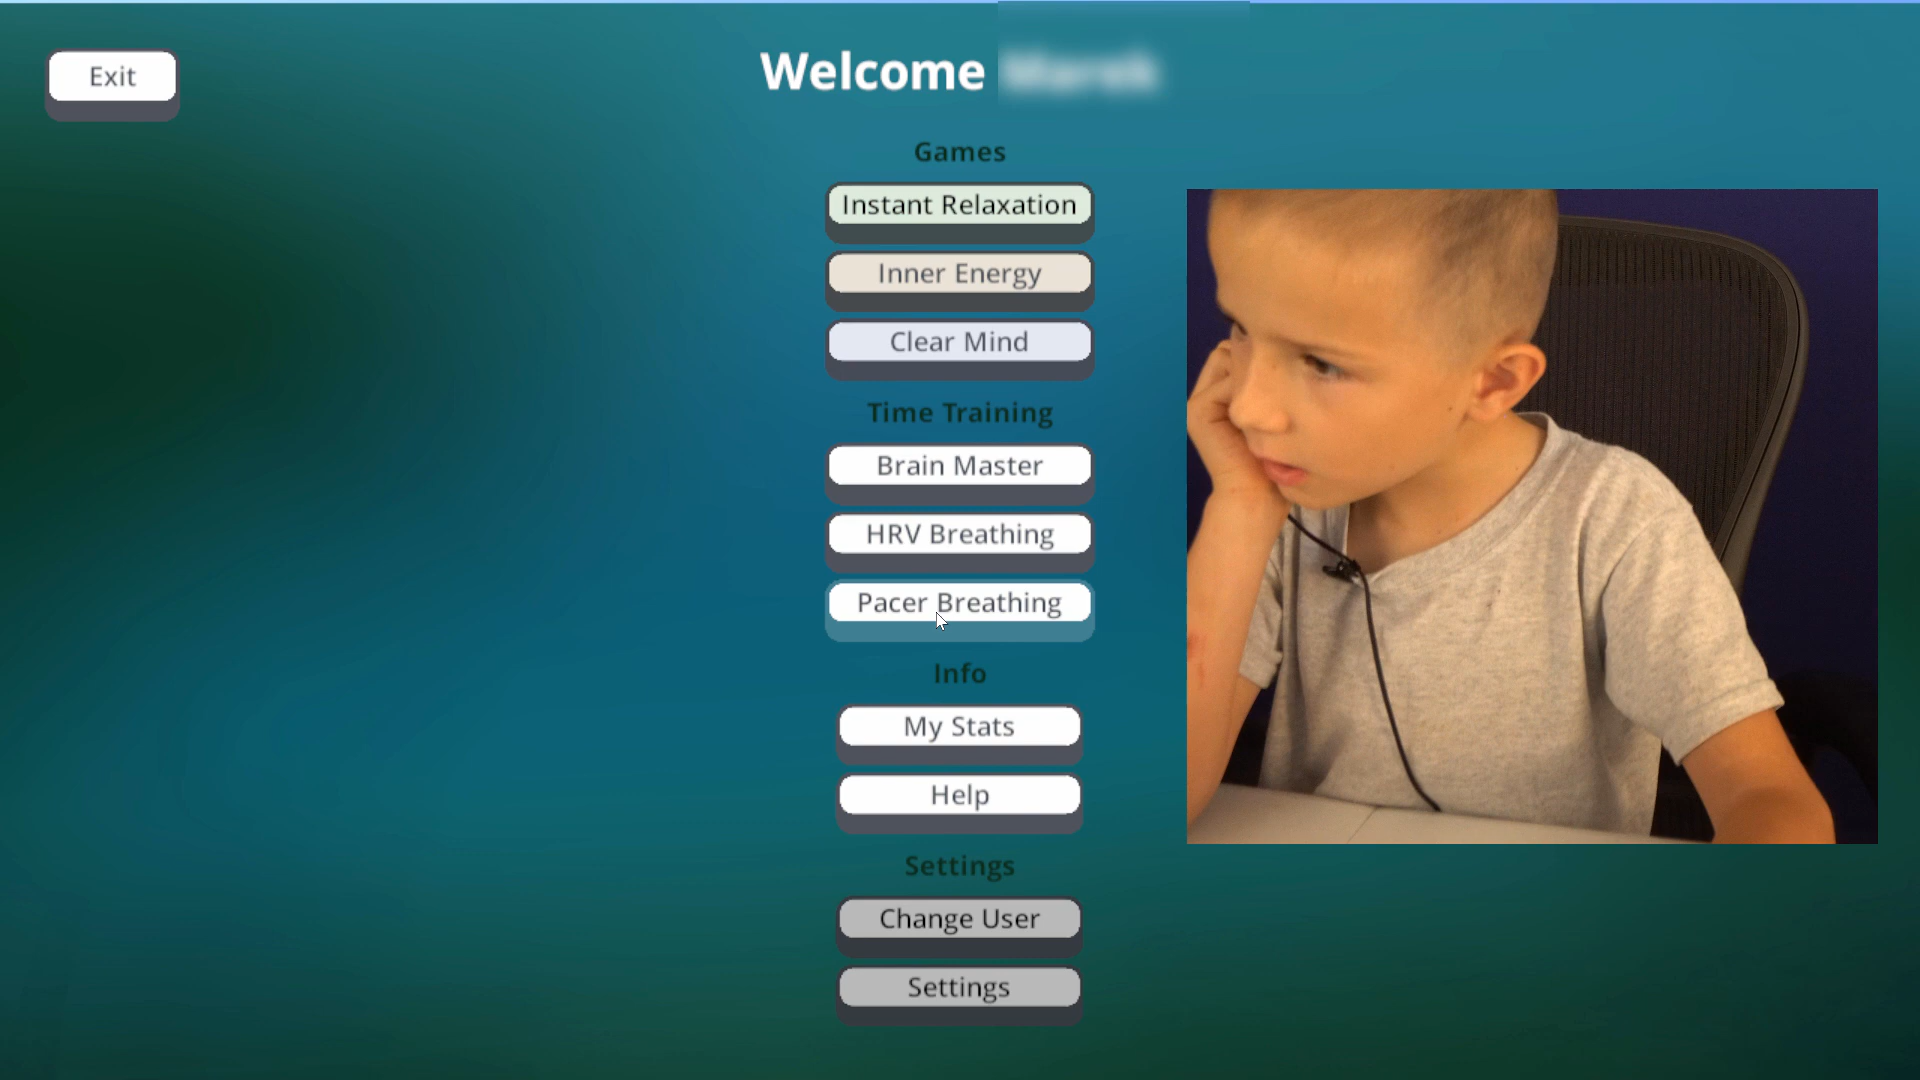 Exit
Welcome
Games
Instant Relaxation
Inner Energy
Clear Mind
Time Training
Brain Master
HRV Breathing
Pacer Breathing
Info
My Stats
Help
Settings
Change User
Settings